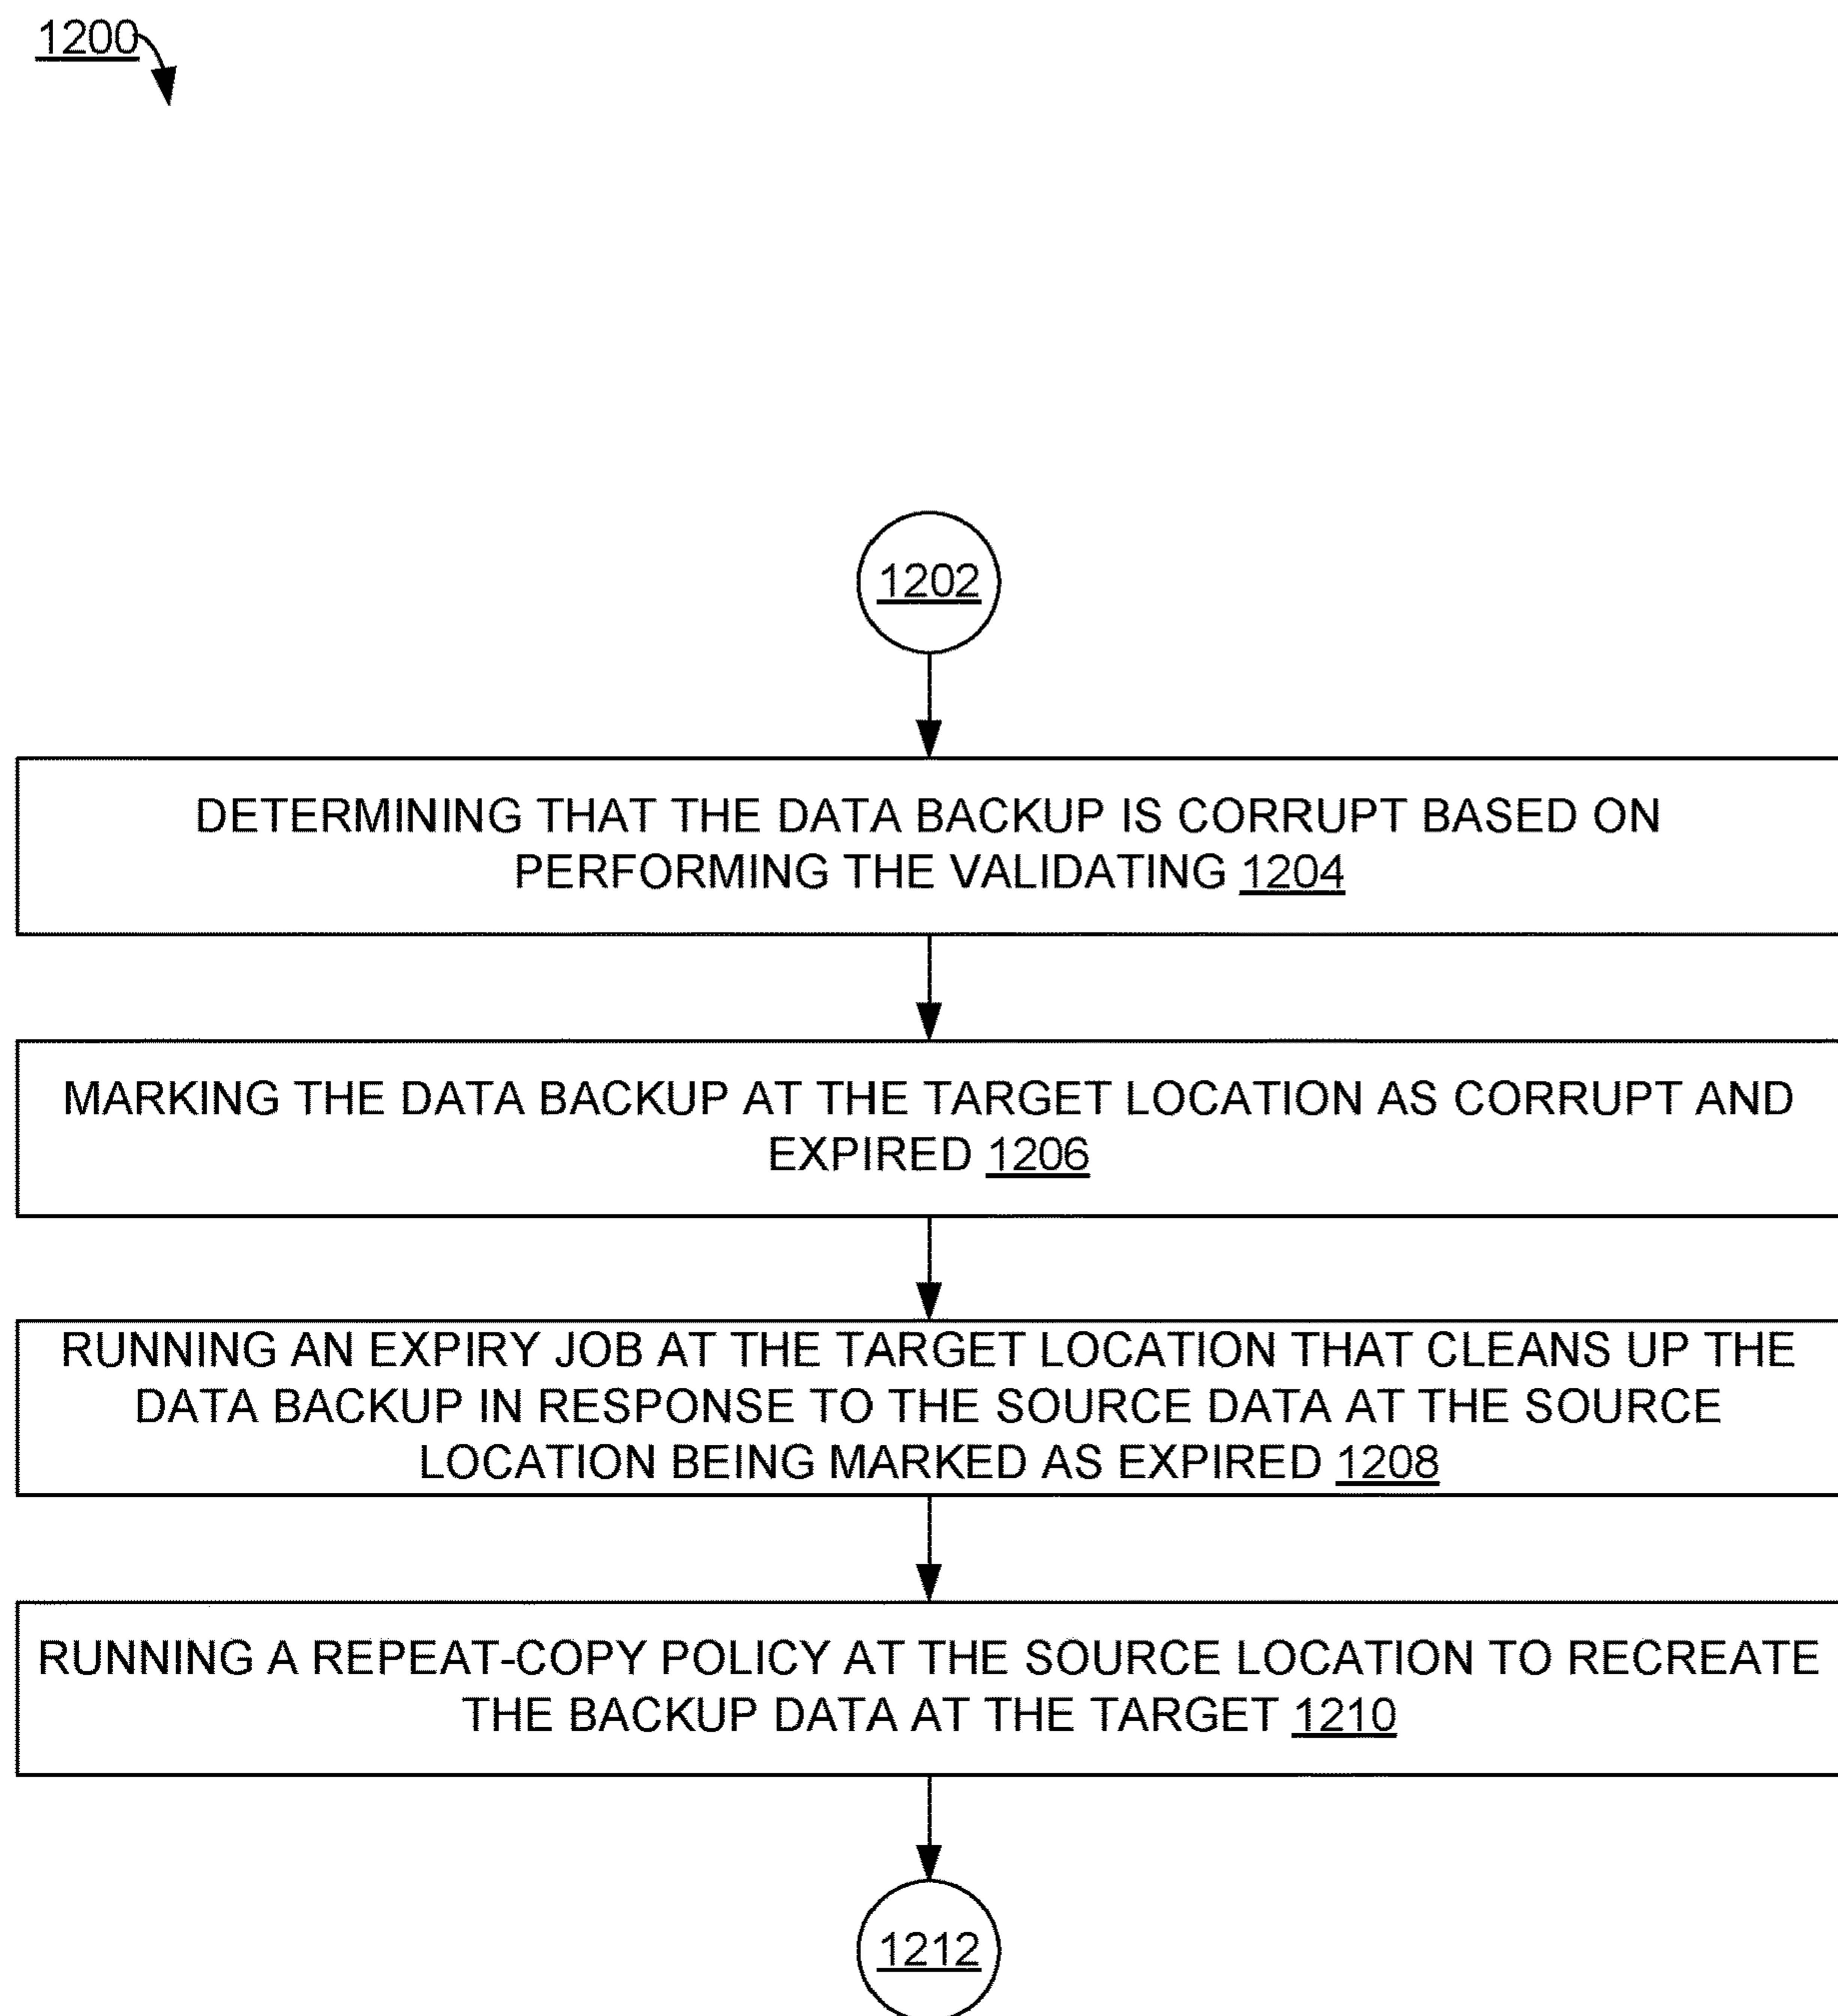 1200
1202
DETERMINING THAT THE DATA BACKUP IS CORRUPT BASED ON
PERFORMING THE VALIDATING 1204
MARKING THE DATA BACKUP AT THE TARGET LOCATION AS CORRUPT AND
EXPIRED 1206
RUNNING AN EXPIRY JOB AT THE TARGET LOCATION THAT CLEANS UP THE
DATA BACKUP IN RESPONSE TO THE SOURCE DATA AT THE SOURCE
LOCATION BEING MARKED AS EXPIRED 1208
RUNNING A REPEAT-COPY POLICY AT THE SOURCE LOCATION TO RECREATE
THE BACKUP DATA AT THE TARGET 1210
1212